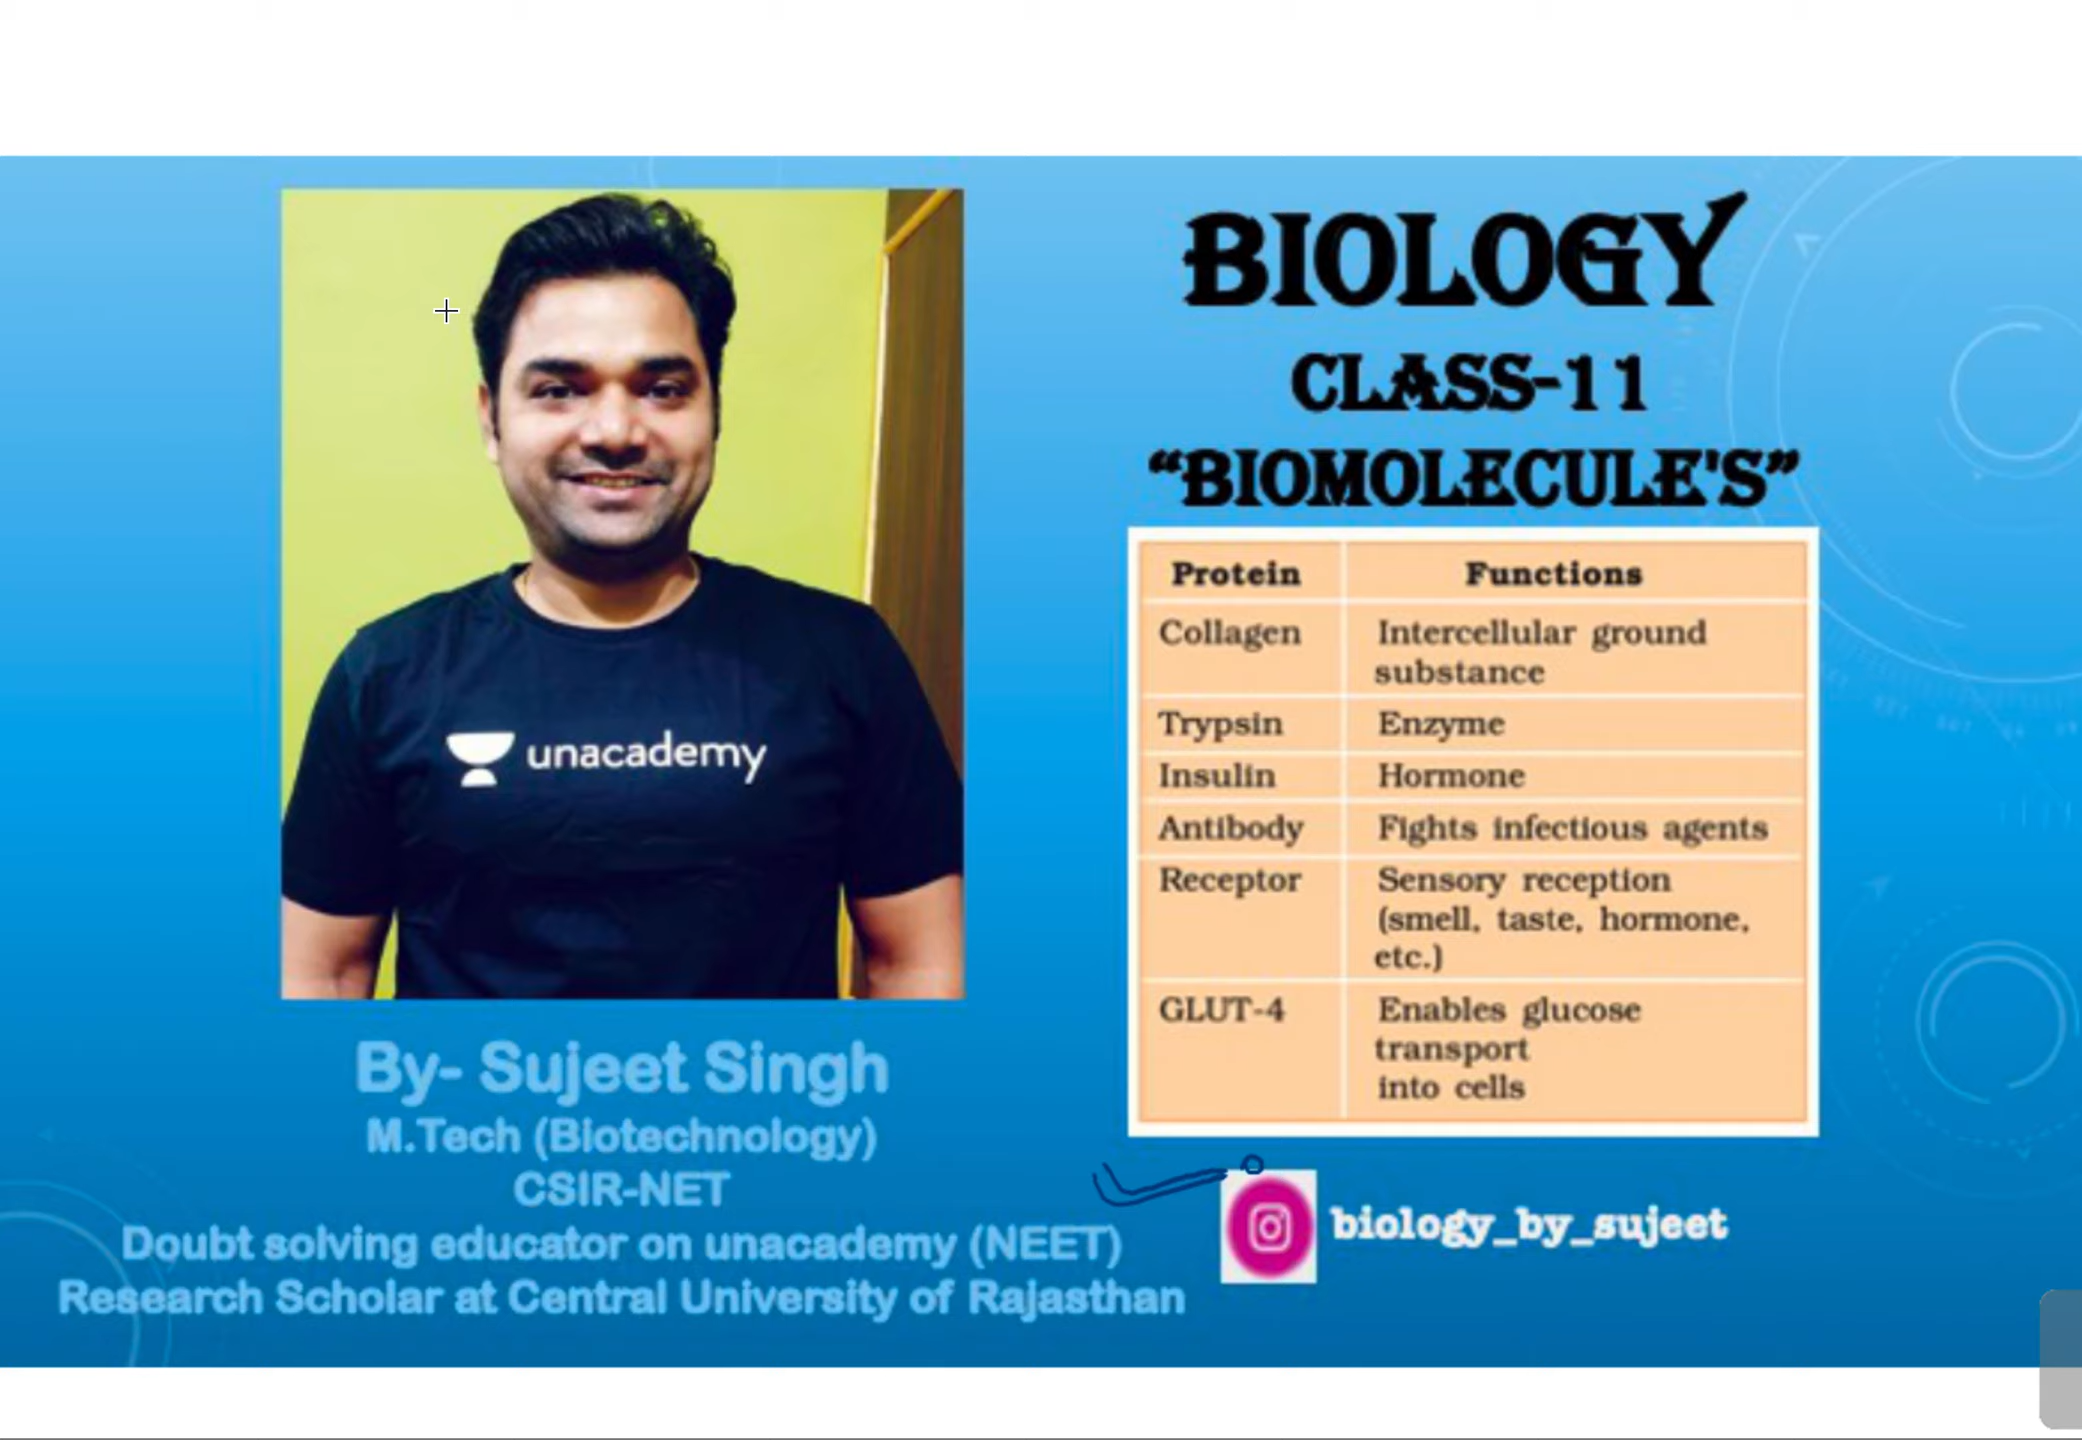 BIOLOGY
CLASS-11
“BIOMOLECULE'S”
unacademy
Protein Functions
Collagen Intercellular ground
substance
Trypsin Enzyme
Insulin Hormone
Antibody Fights infectious agents
Receptor Sensory reception
(smell, taste, hormone,
etc.)
GLUT-4 Enables glucose
transport
into cells
By- Sujeet Singh
M.Tech (Biotechnology)
CSIR-NET
Doubt solving educator on unacademy (NEET)
Research Scholar at Central University of Rajasthan
biology_by_sujeet